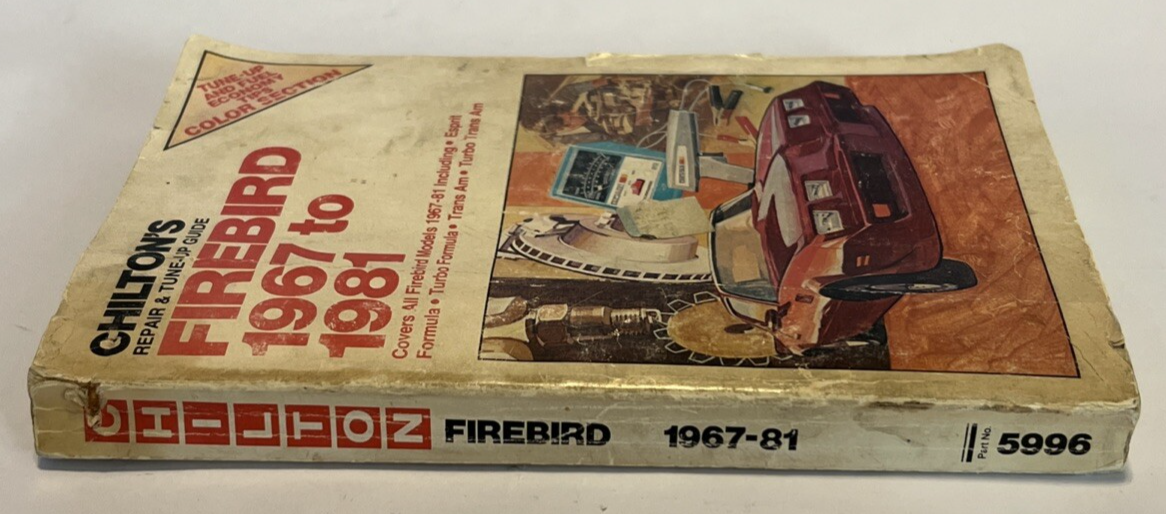 TUNE-UP
AND FUEL
ECONOMY
TIPS
COLOR SECTION
CHILTON'S
REPAIR & TUNE-UP GUIDE
FIREBIRD
1967 to
1981
Covers All Firebird Models 1967-81 Including • Esprit
Formula • Turbo Formula • Trans Am • Turbo Trans Am
CHILTON FIREBIRD 1967-81 Part No. 5996